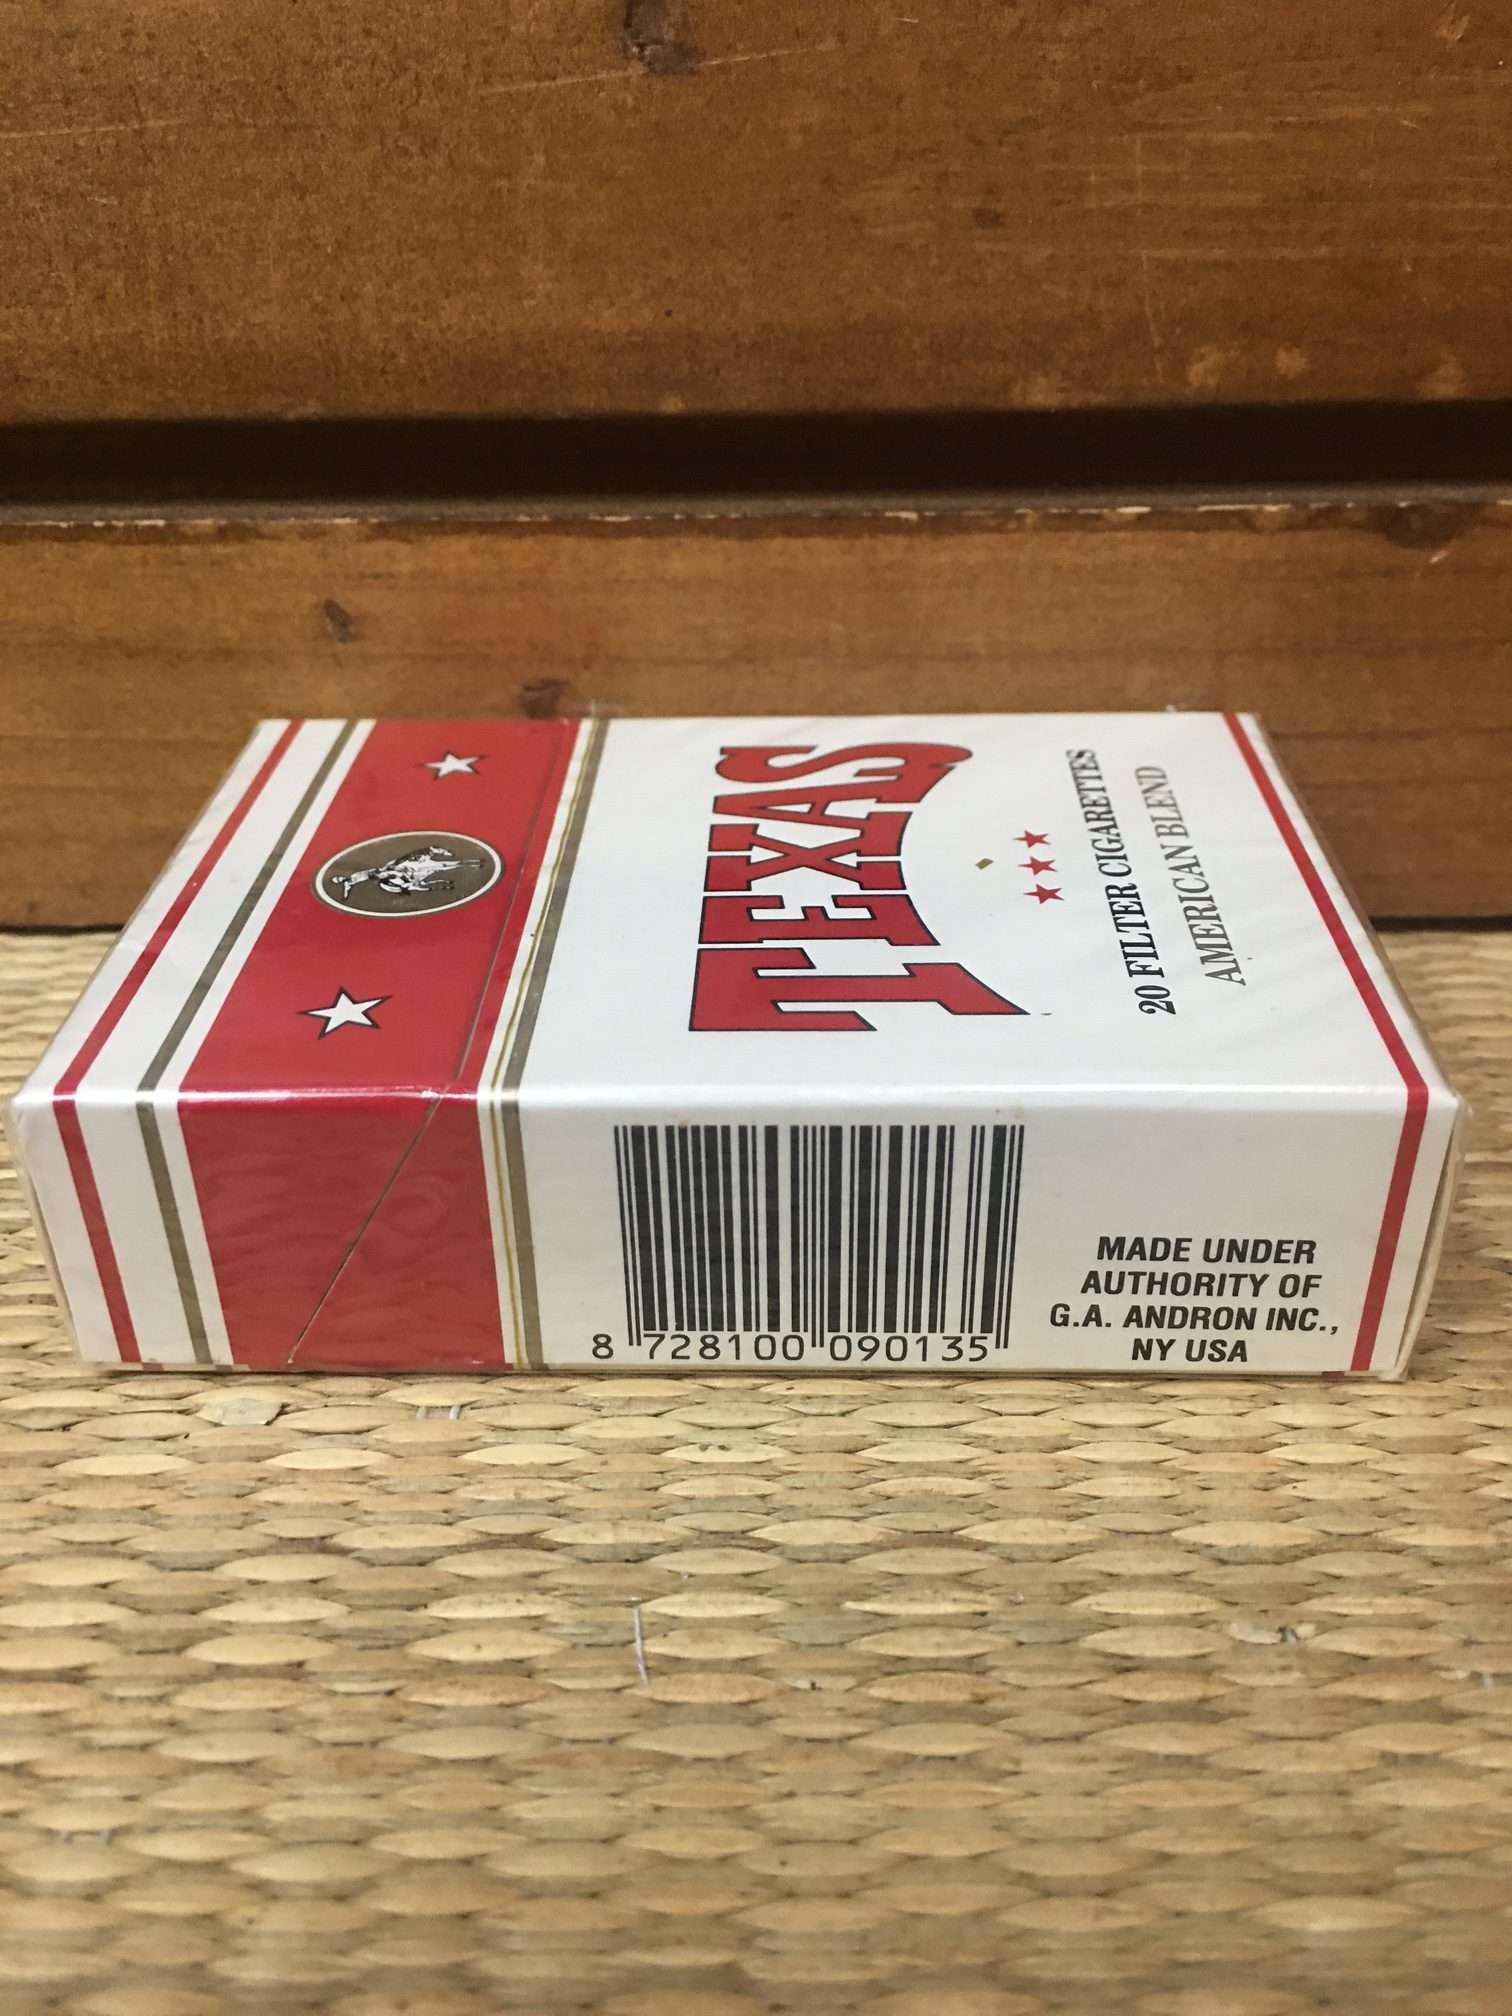 TEXAS
20 FILTER CIGARETTES
AMERICAN BLEND
8 728100 090135
MADE UNDER
AUTHORITY OF
G.A. ANDRON INC.,
NY USA